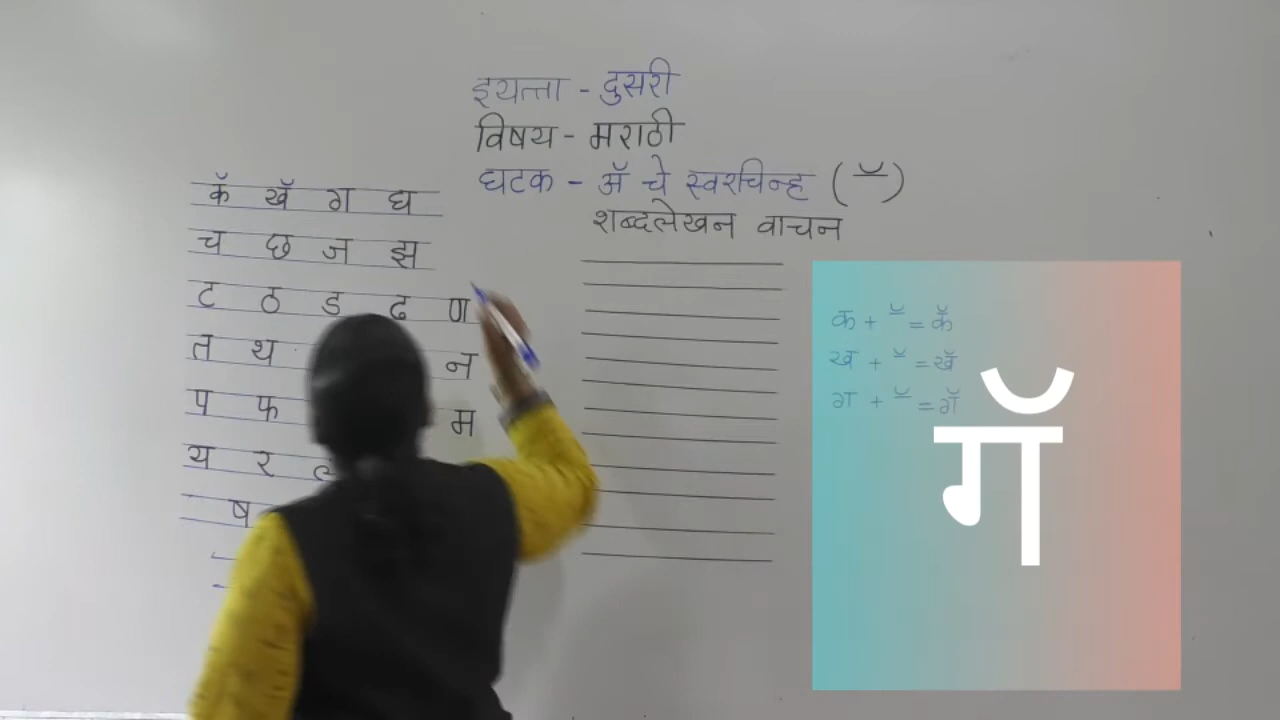 इयत्ता - दुसरी
विषय - मराठी
घटक - ॲ चे स्वरचिन्ह ( ॅ )
शब्दलेखन वाचन
कॅ खॅ ग घ
च छ ज झ
ट ठ ड ढ ण
त थ न
प फ म
य र
ष
क + ॅ = कॅ
ख + ॅ = खॅ
ग + ॅ = गॅ
गॅ